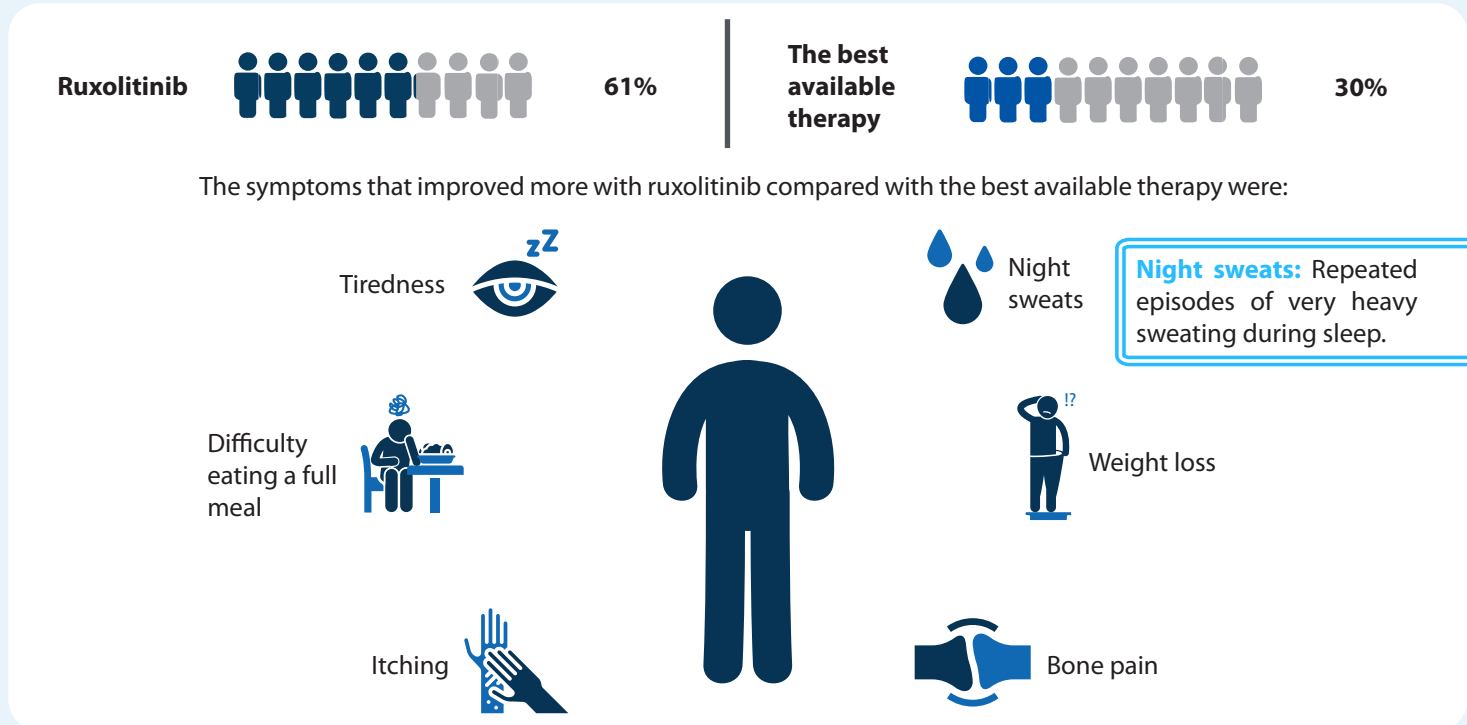 Ruxolitinib
61%
The best
available
therapy
30%
The symptoms that improved more with ruxolitinib compared with the best available therapy were:
Tiredness
zZ
Night
sweats
Night sweats: Repeated
episodes of very heavy
sweating during sleep.
Difficulty
eating a full
meal
!?
Weight loss
Itching
Bone pain